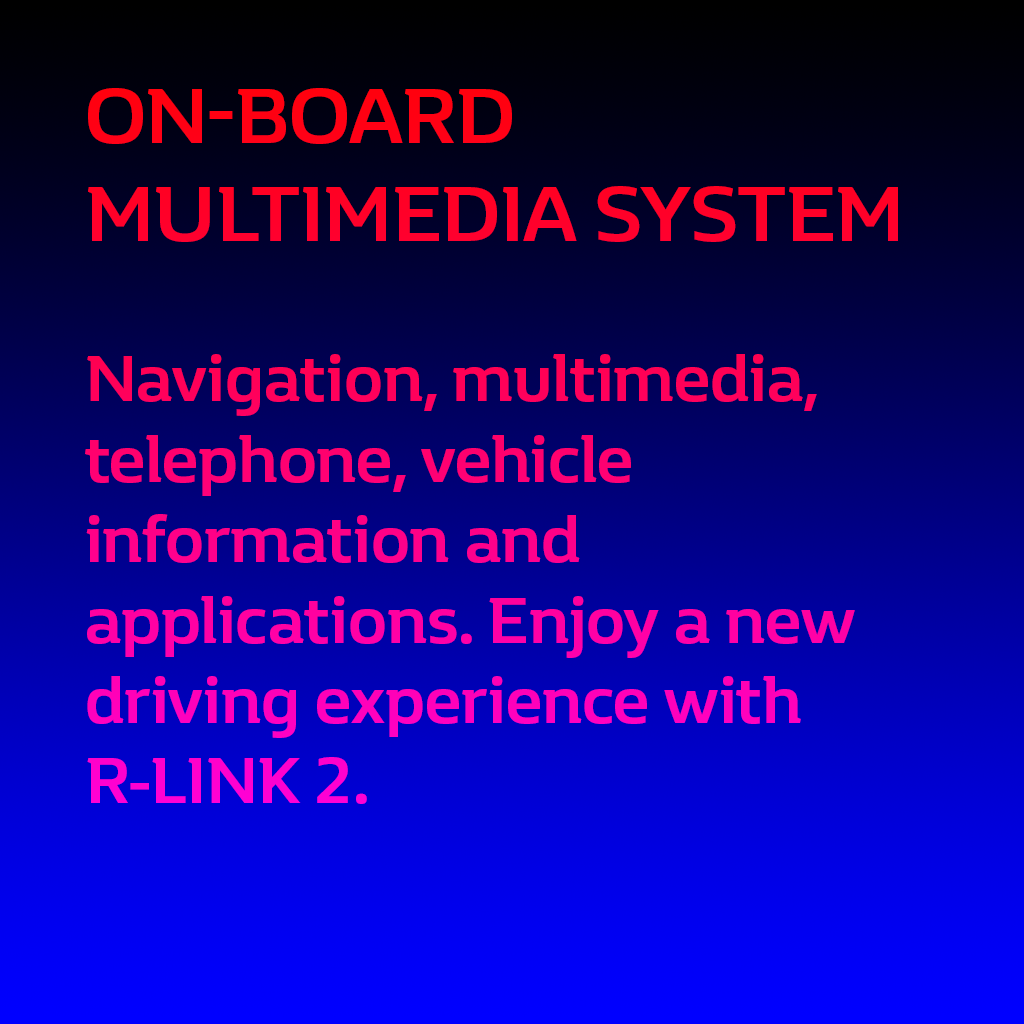 ON-BOARD
MULTIMEDIA SYSTEM
Navigation, multimedia,
telephone, vehicle
information and
applications. Enjoy a new
driving experience with
R-LINK 2.